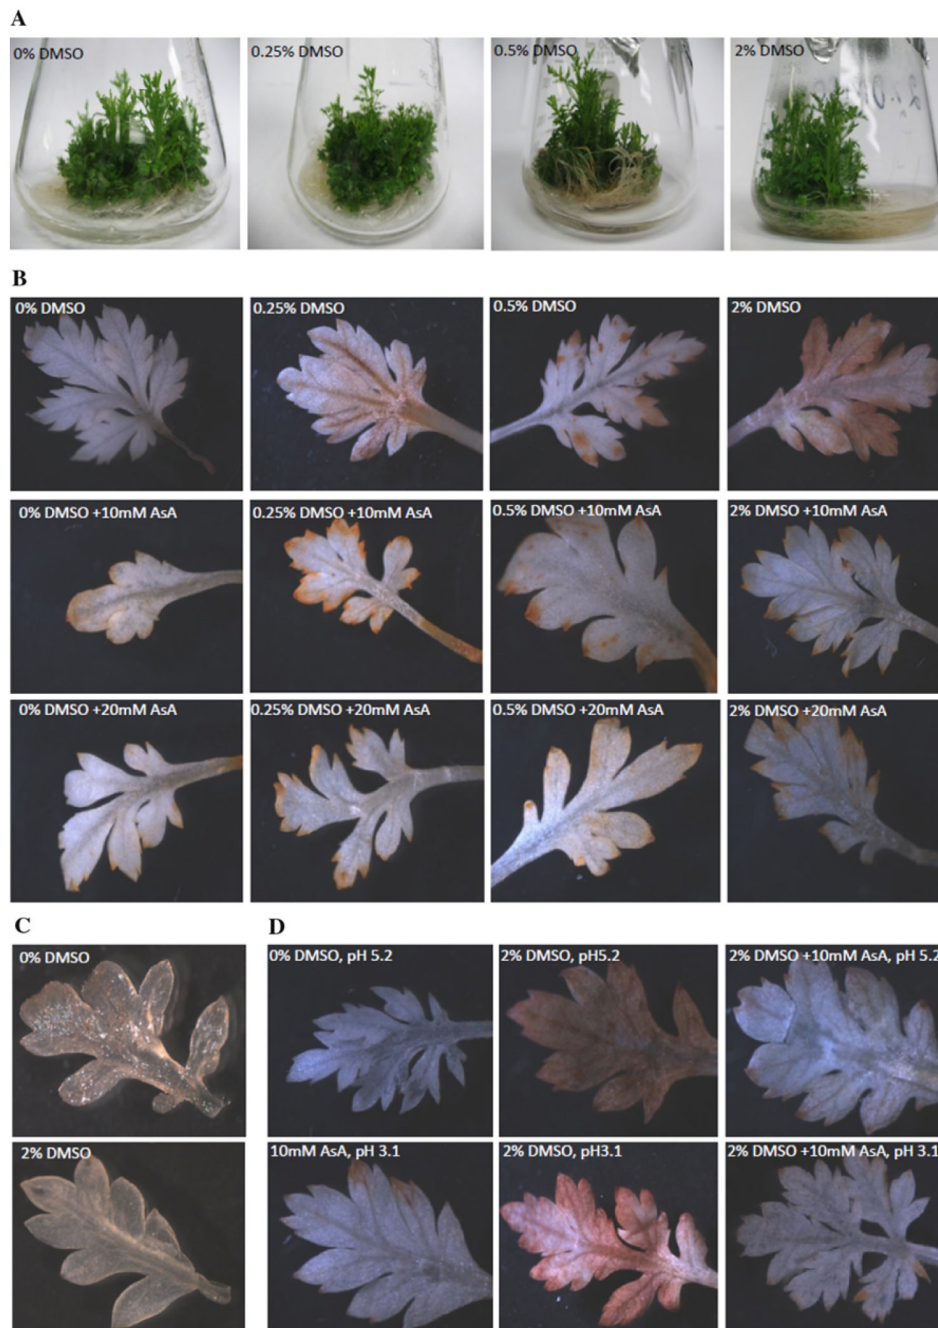 A
0% DMSO
0.25% DMSO
0.5% DMSO
2% DMSO
B
0% DMSO
0.25% DMSO
0.5% DMSO
2% DMSO
0% DMSO +10mM AsA
0.25% DMSO +10mM AsA
0.5% DMSO +10mM AsA
2% DMSO +10mM AsA
0% DMSO +20mM AsA
0.25% DMSO +20mM AsA
0.5% DMSO +20mM AsA
2% DMSO +20mM AsA
C
D
0% DMSO
0% DMSO, pH 5.2
2% DMSO, pH5.2
2% DMSO +10mM AsA, pH 5.2
2% DMSO
10mM AsA, pH 3.1
2% DMSO, pH3.1
2% DMSO +10mM AsA, pH 3.1